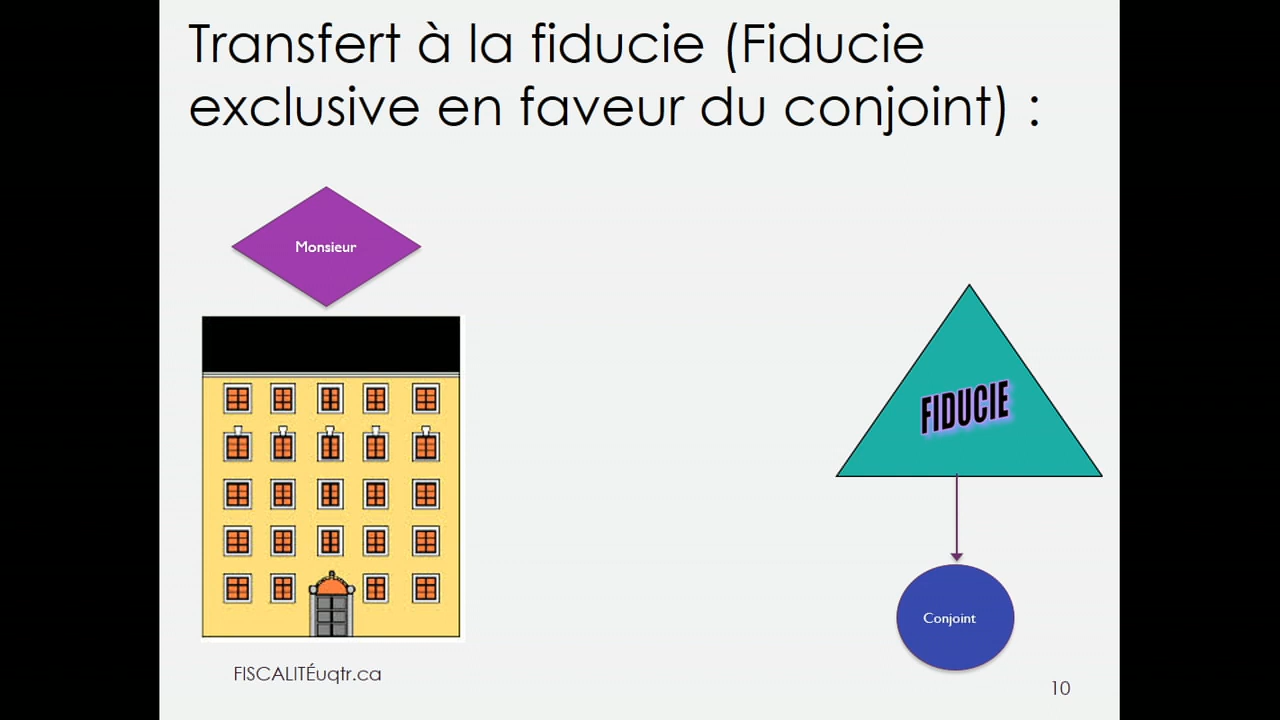 Transfert à la fiducie (Fiducie
exclusive en faveur du conjoint) :
Monsieur
FIDUCIE
Conjoint
FISCALITÉuqtr.ca
10